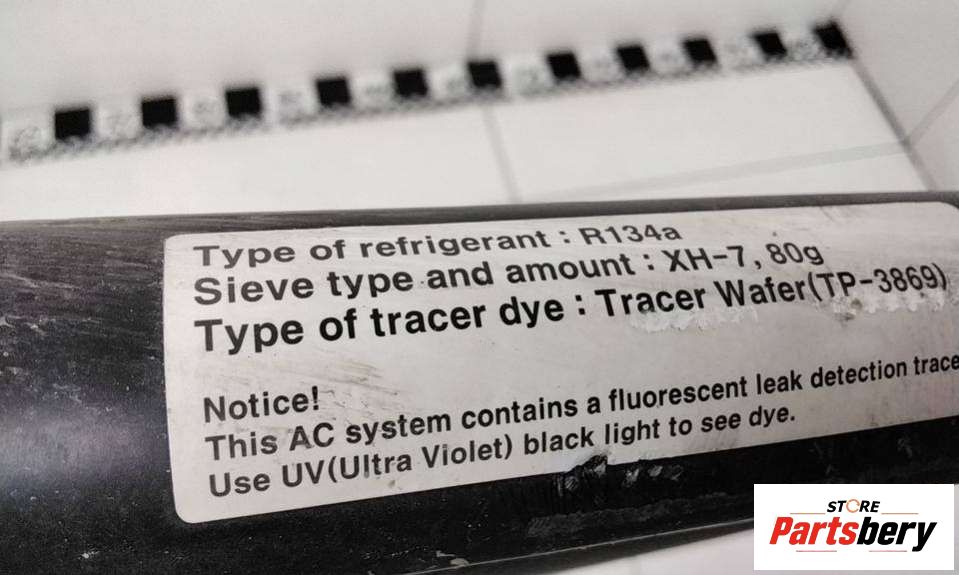 Type of refrigerant : R134a
Sieve type and amount : XH-7, 80g
Type of tracer dye : Tracer Wafer(TP-3869)
Notice!
This AC system contains a fluorescent leak detection trace
Use UV(Ultra Violet) black light to see dye.
STORE
Partsbery